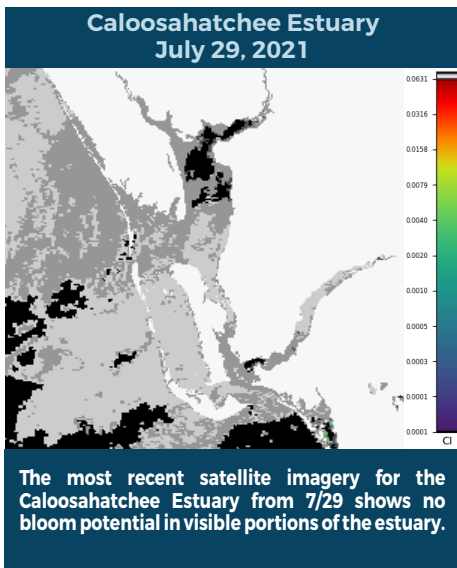 Caloosahatchee Estuary
July 29, 2021
0.0631
0.0316
0.0158
0.0079
0.0040
0.0020
0.0010
0.0005
0.0003
0.0001
0.0001
CI
The most recent satellite imagery for the
Caloosahatchee Estuary from 7/29 shows no
bloom potential in visible portions of the estuary.